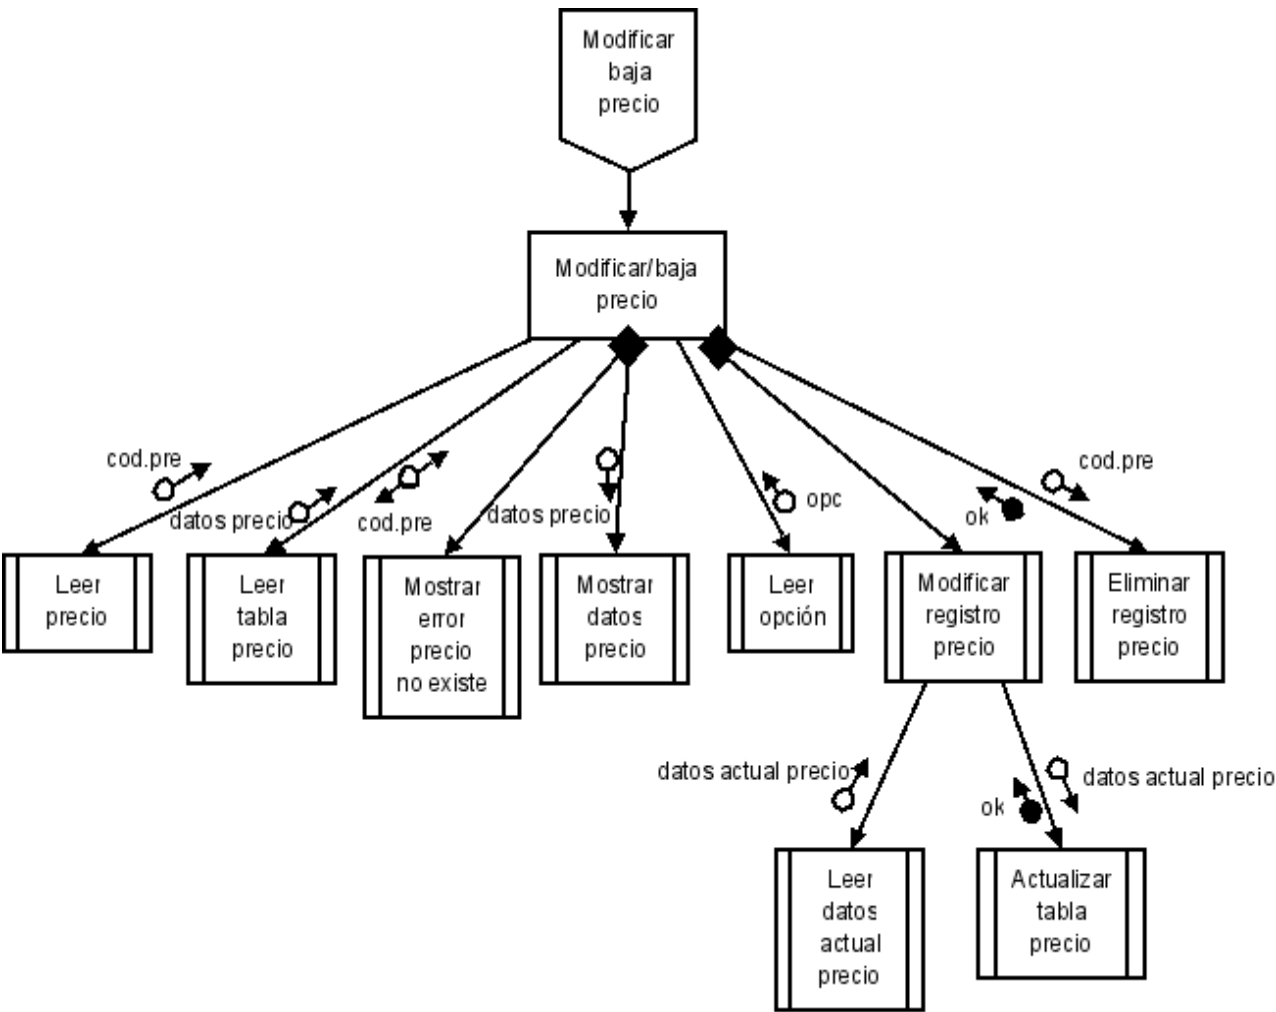 Modificar
baja
precio
Modificar/baja
precio
cod.pre
datos precio
cod.pre
datos precio
opc
ok
cod.pre
Leer
precio
Leer
tabla
precio
Mostrar
error
precio
no existe
Mostrar
datos
precio
Leer
opción
Modificar
registro
precio
Eliminar
registro
precio
datos actual precio
ok
datos actual precio
Leer
datos
actual
precio
Actualizar
tabla
precio